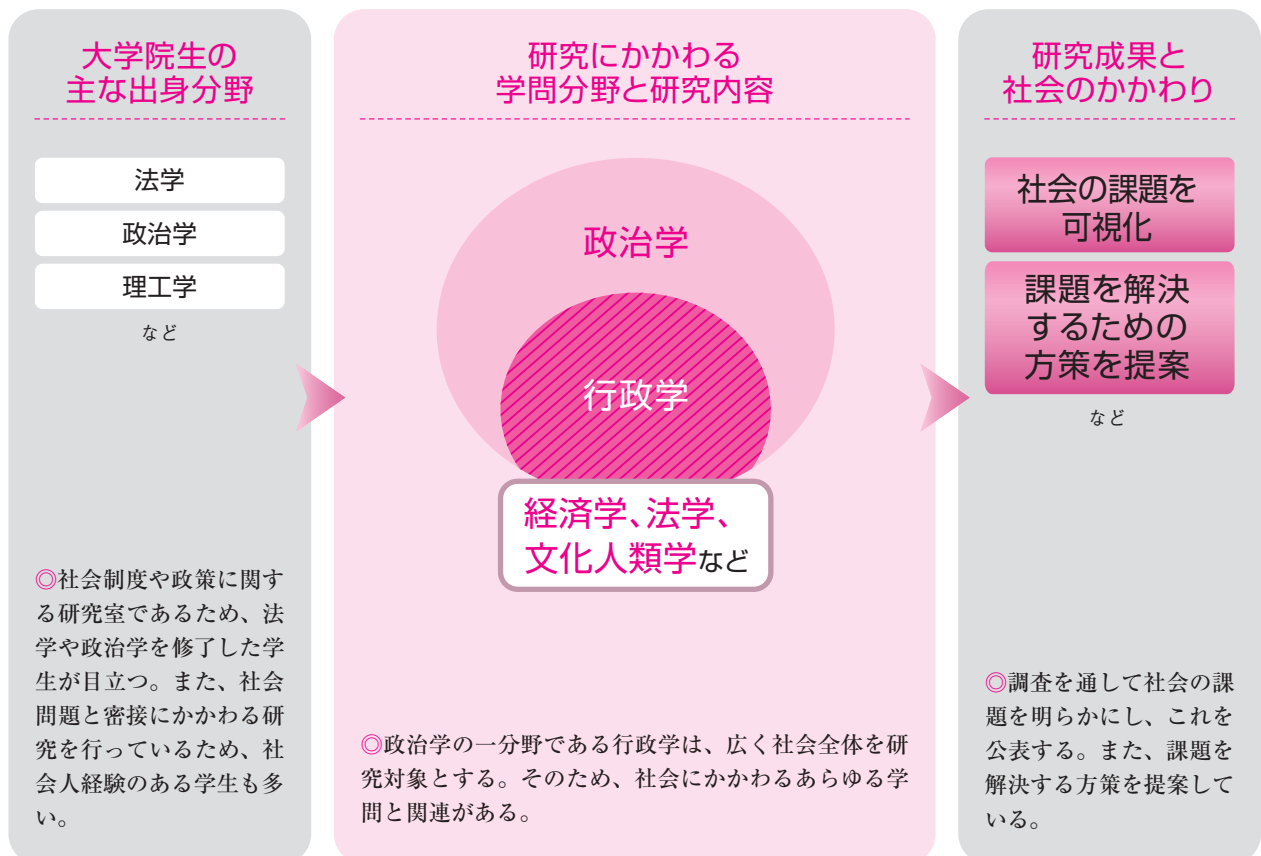 大学院生の
主な出身分野
法学
政治学
理工学
など
◎社会制度や政策に関す
る研究室であるため、法
学や政治学を修了した学
生が目立つ。また、社会
問題と密接にかかわる研
究を行っているため、社
会人経験のある学生も多
い。
研究にかかわる
学問分野と研究内容
政治学
行政学
経済学、法学、
文化人類学など
◎政治学の一分野である行政学は、広く社会全体を研
究対象とする。そのため、社会にかかわるあらゆる学
問と関連がある。
研究成果と
社会のかかわり
社会の課題を
可視化
課題を解決
するための
方策を提案
など
◎調査を通して社会の課
題を明らかにし、これを
公表する。また、課題を
解決する方策を提案して
いる。